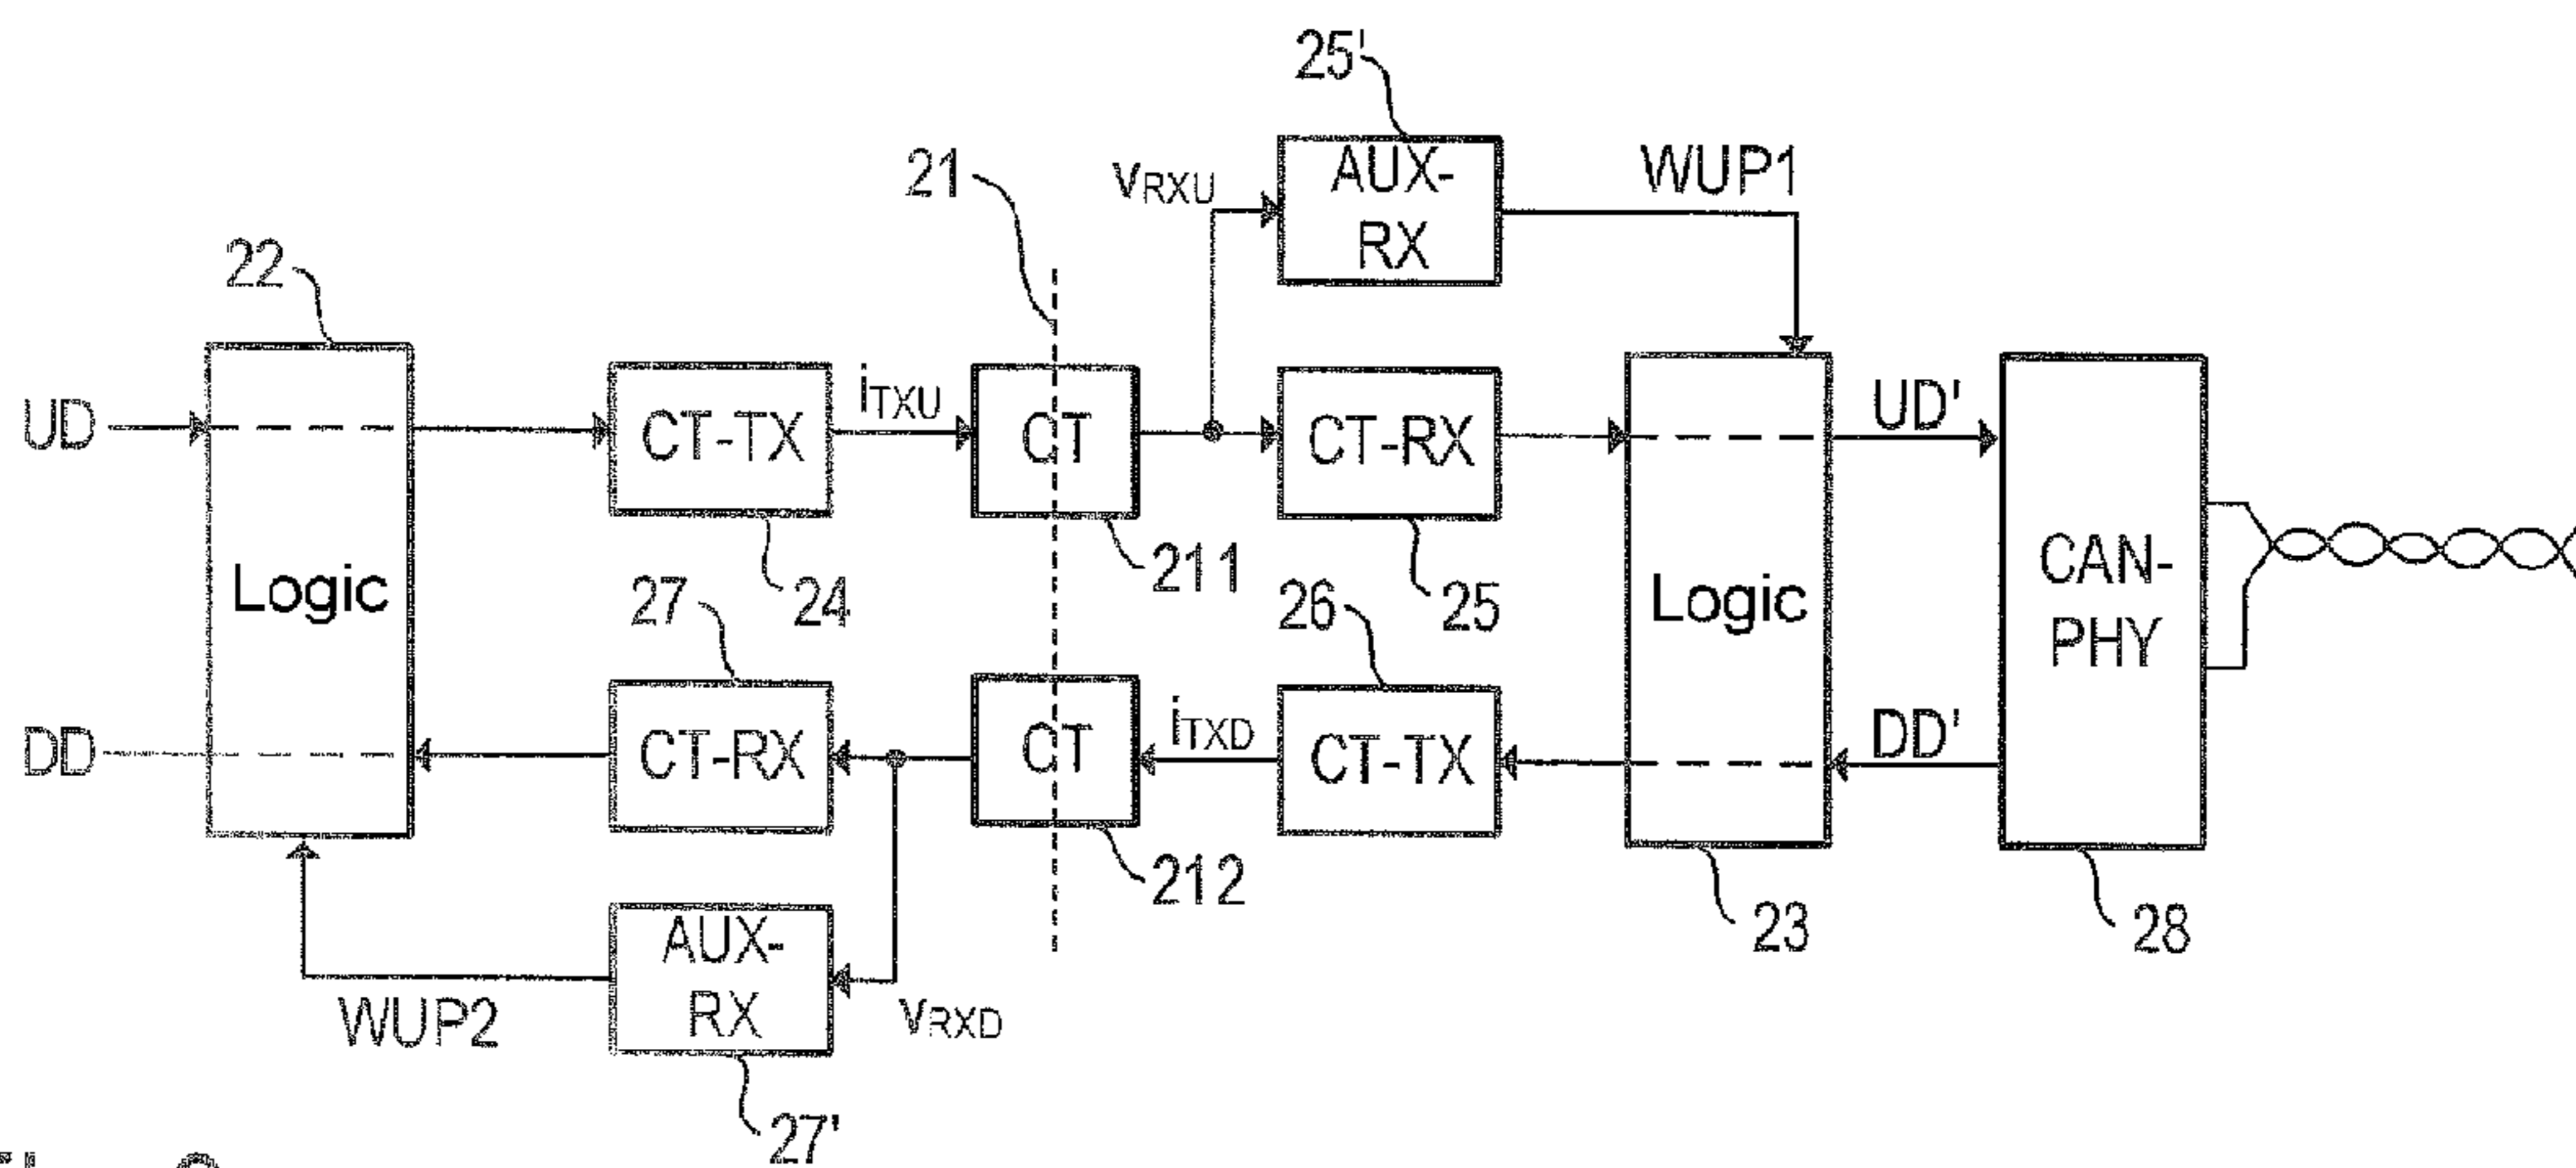 25'
21
VRXU
AUX-
RX
WUP1
22
UD
CT-TX
iTXU
CT
CT-RX
UD'
Logic
24
27
211
25
26
Logic
CAN-
PHY
DD
CT-RX
CT
iTXD
CT-TX
DD'
212
23
28
WUP2
AUX-
RX
VRXD
27'